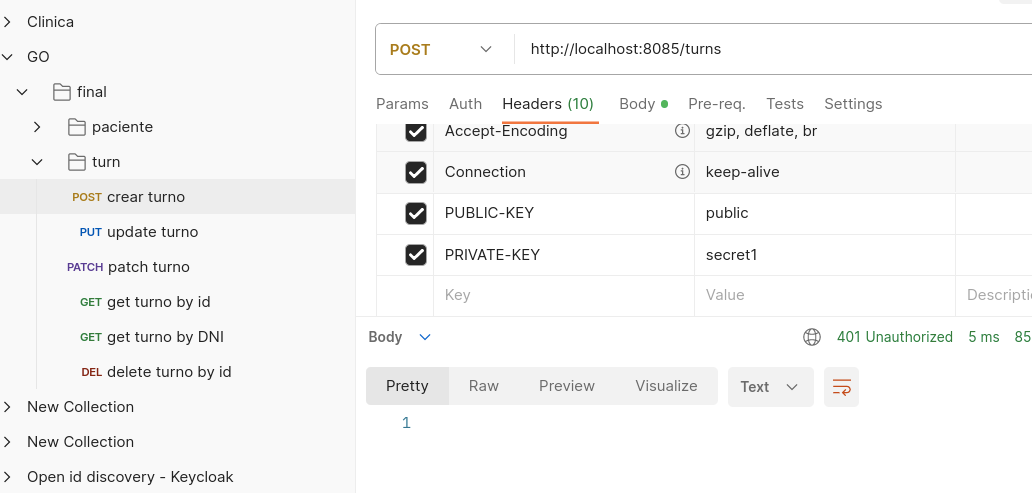 Clinica
GO
final
paciente
turn
POST crear turno
PUT update turno
PATCH patch turno
GET get turno by id
GET get turno by DNI
DEL delete turno by id
New Collection
New Collection
Open id discovery - Keycloak
POST http://localhost:8085/turns
Params Auth Headers (10) Body Pre-req. Tests Settings
Accept-Encoding gzip, deflate, br
Connection keep-alive
PUBLIC-KEY public
PRIVATE-KEY secret1
Key Value Descripti
Body 401 Unauthorized 5 ms 85
Pretty Raw Preview Visualize Text
1